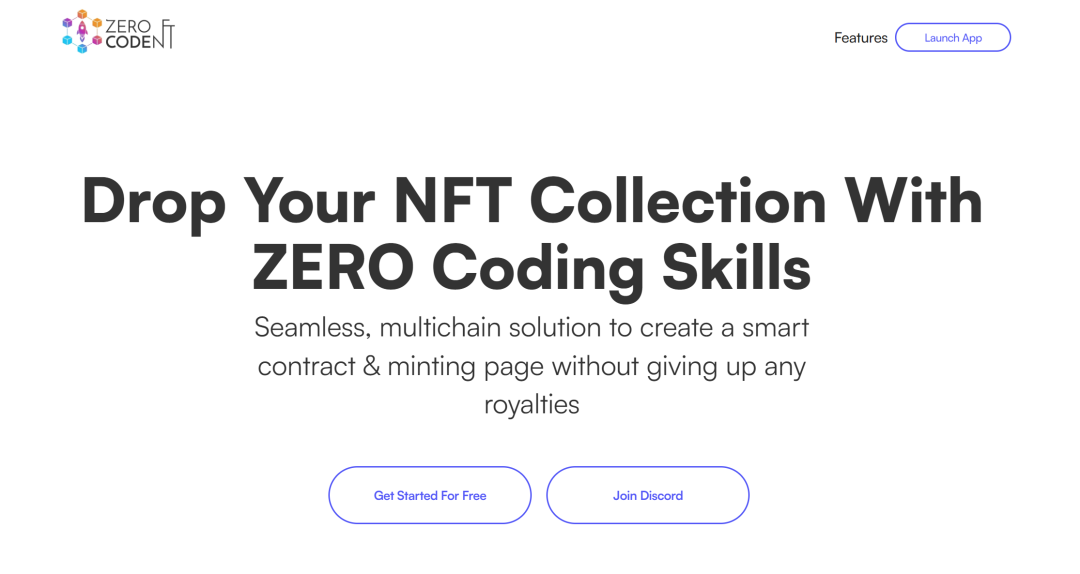 ZERO
CODENFT
Features
Launch App
Drop Your NFT Collection With
ZERO Coding Skills
Seamless, multichain solution to create a smart
contract & minting page without giving up any
royalties
Get Started For Free
Join Discord